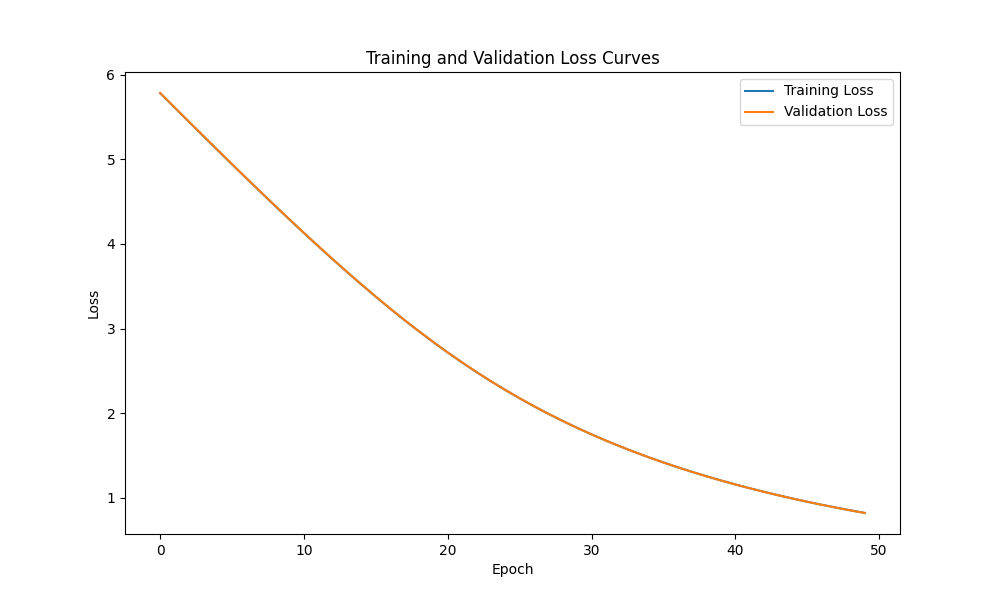 Training and Validation Loss Curves
Training Loss
Validation Loss
6
5
4
3
2
1
Loss
0 10 20 30 40 50
Epoch